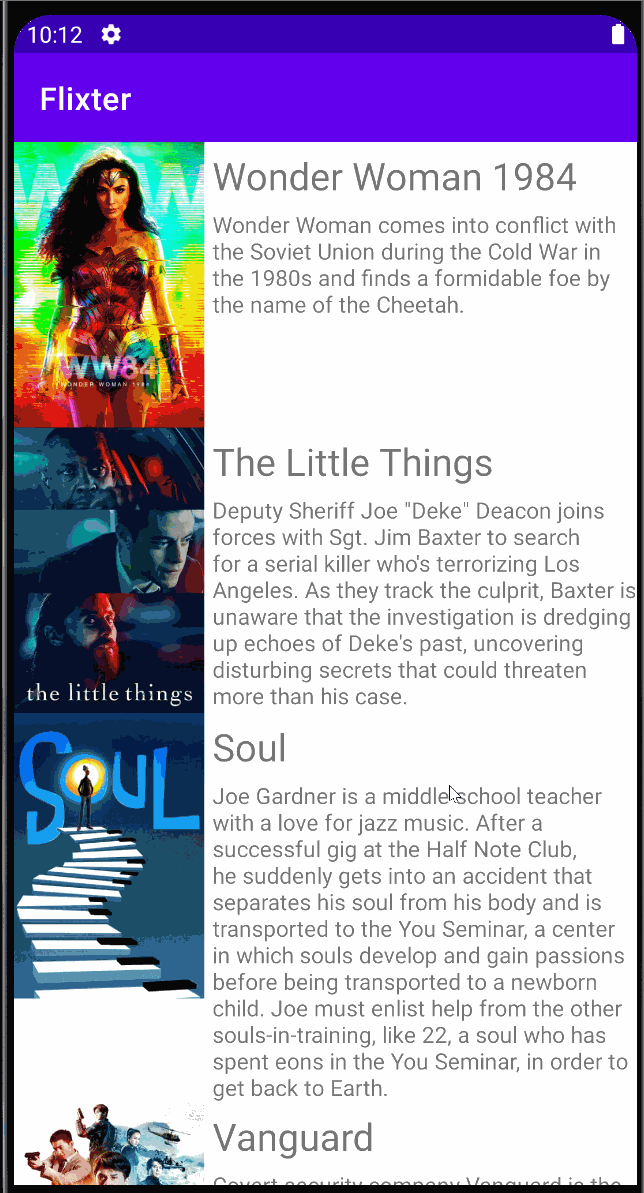 10:12
Flixter
WW84
WONDER WOMAN 1984
Wonder Woman 1984
Wonder Woman comes into conflict with
the Soviet Union during the Cold War in
the 1980s and finds a formidable foe by
the name of the Cheetah.
the little things
The Little Things
Deputy Sheriff Joe "Deke" Deacon joins
forces with Sgt. Jim Baxter to search
for a serial killer who's terrorizing Los
Angeles. As they track the culprit, Baxter is
unaware that the investigation is dredging
up echoes of Deke's past, uncovering
disturbing secrets that could threaten
more than his case.
SOUL
Soul
Joe Gardner is a middle school teacher
with a love for jazz music. After a
successful gig at the Half Note Club,
he suddenly gets into an accident that
separates his soul from his body and is
transported to the You Seminar, a center
in which souls develop and gain passions
before being transported to a newborn
child. Joe must enlist help from the other
souls-in-training, like 22, a soul who has
spent eons in the You Seminar, in order to
get back to Earth.
Vanguard
Covert security company Vanguard is the